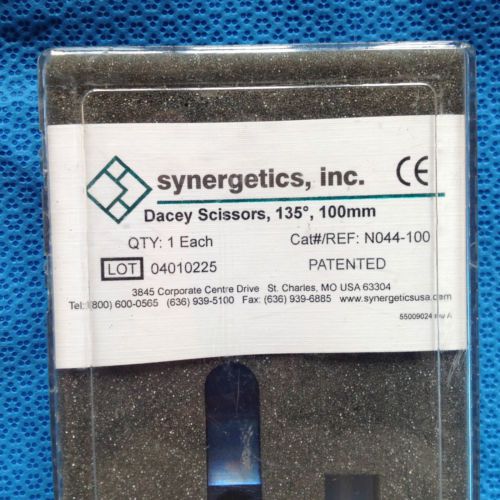 synergetics, inc.
CE
Dacey Scissors, 135°, 100mm
QTY: 1 Each Cat#/REF: N044-100
LOT 04010225 PATENTED
3845 Corporate Centre Drive St. Charles, MO USA 63304
Tel:(800) 600-0565 (636) 939-5100 Fax: (636) 939-6885 www.synergeticsusa.com
55009024 rev A